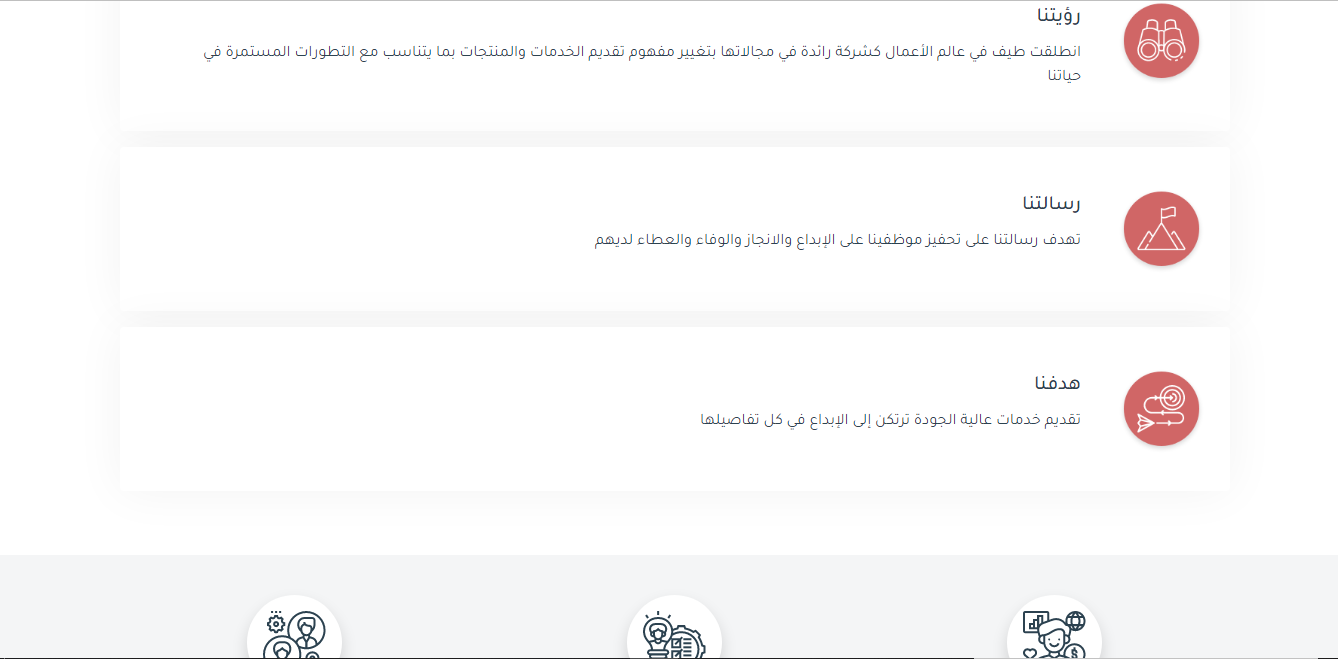 رؤيتنا
انطلقت طيف في عالم الأعمال كشركة رائدة في مجالاتها بتغيير مفهوم تقديم الخدمات والمنتجات بما يتناسب مع التطورات المستمرة في
حياتنا
رسالتنا
تهدف رسالتنا على تحفيز موظفينا على الإبداع والانجاز والوفاء والعطاء لديهم
هدفنا
تقديم خدمات عالية الجودة ترتكن إلى الإبداع في كل تفاصيلها